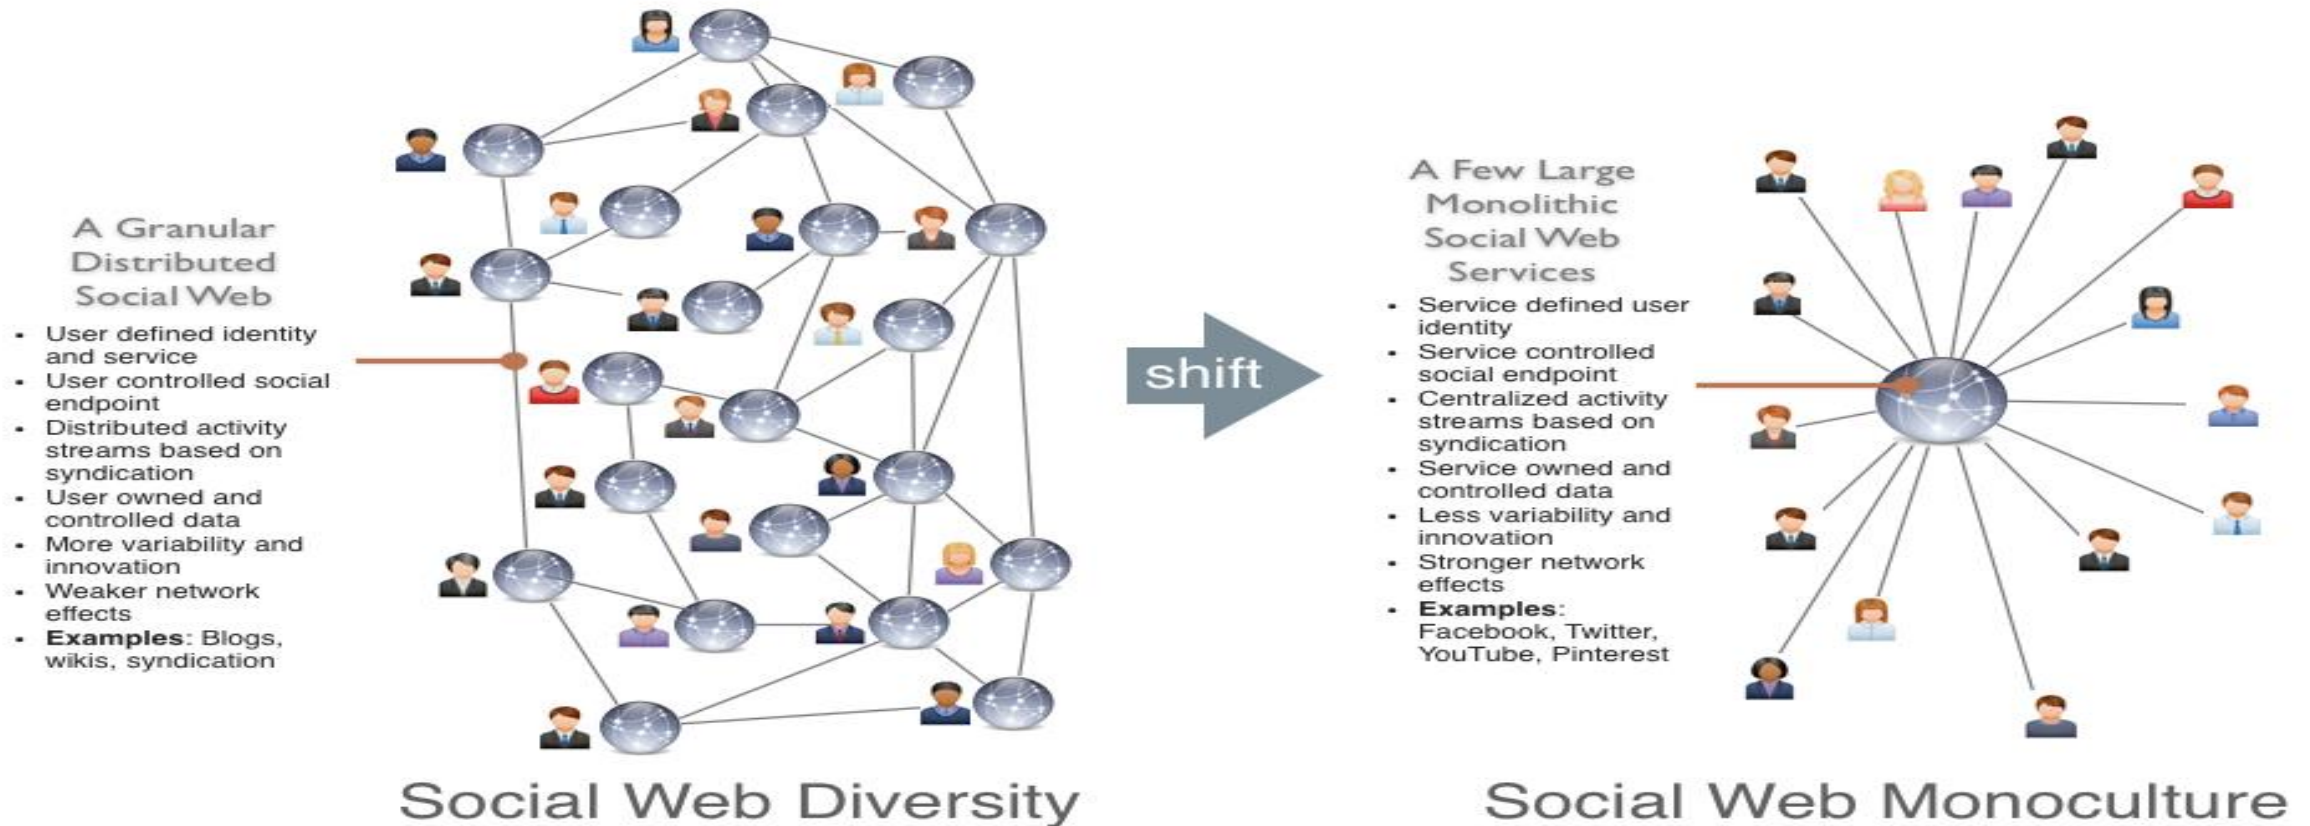 A Granular
Distributed
Social Web
• User defined identity
and service
• User controlled social
endpoint
• Distributed activity
streams based on
syndication
• User owned and
controlled data
• More variability and
innovation
• Weaker network
effects
• Examples: Blogs,
wikis, syndication
Social Web Diversity
shift
A Few Large
Monolithic
Social Web
Services
• Service defined user
identity
• Service controlled
social endpoint
• Centralized activity
streams based on
syndication
• Service owned and
controlled data
• Less variability and
innovation
• Stronger network
effects
• Examples:
Facebook, Twitter,
YouTube, Pinterest
Social Web Monoculture